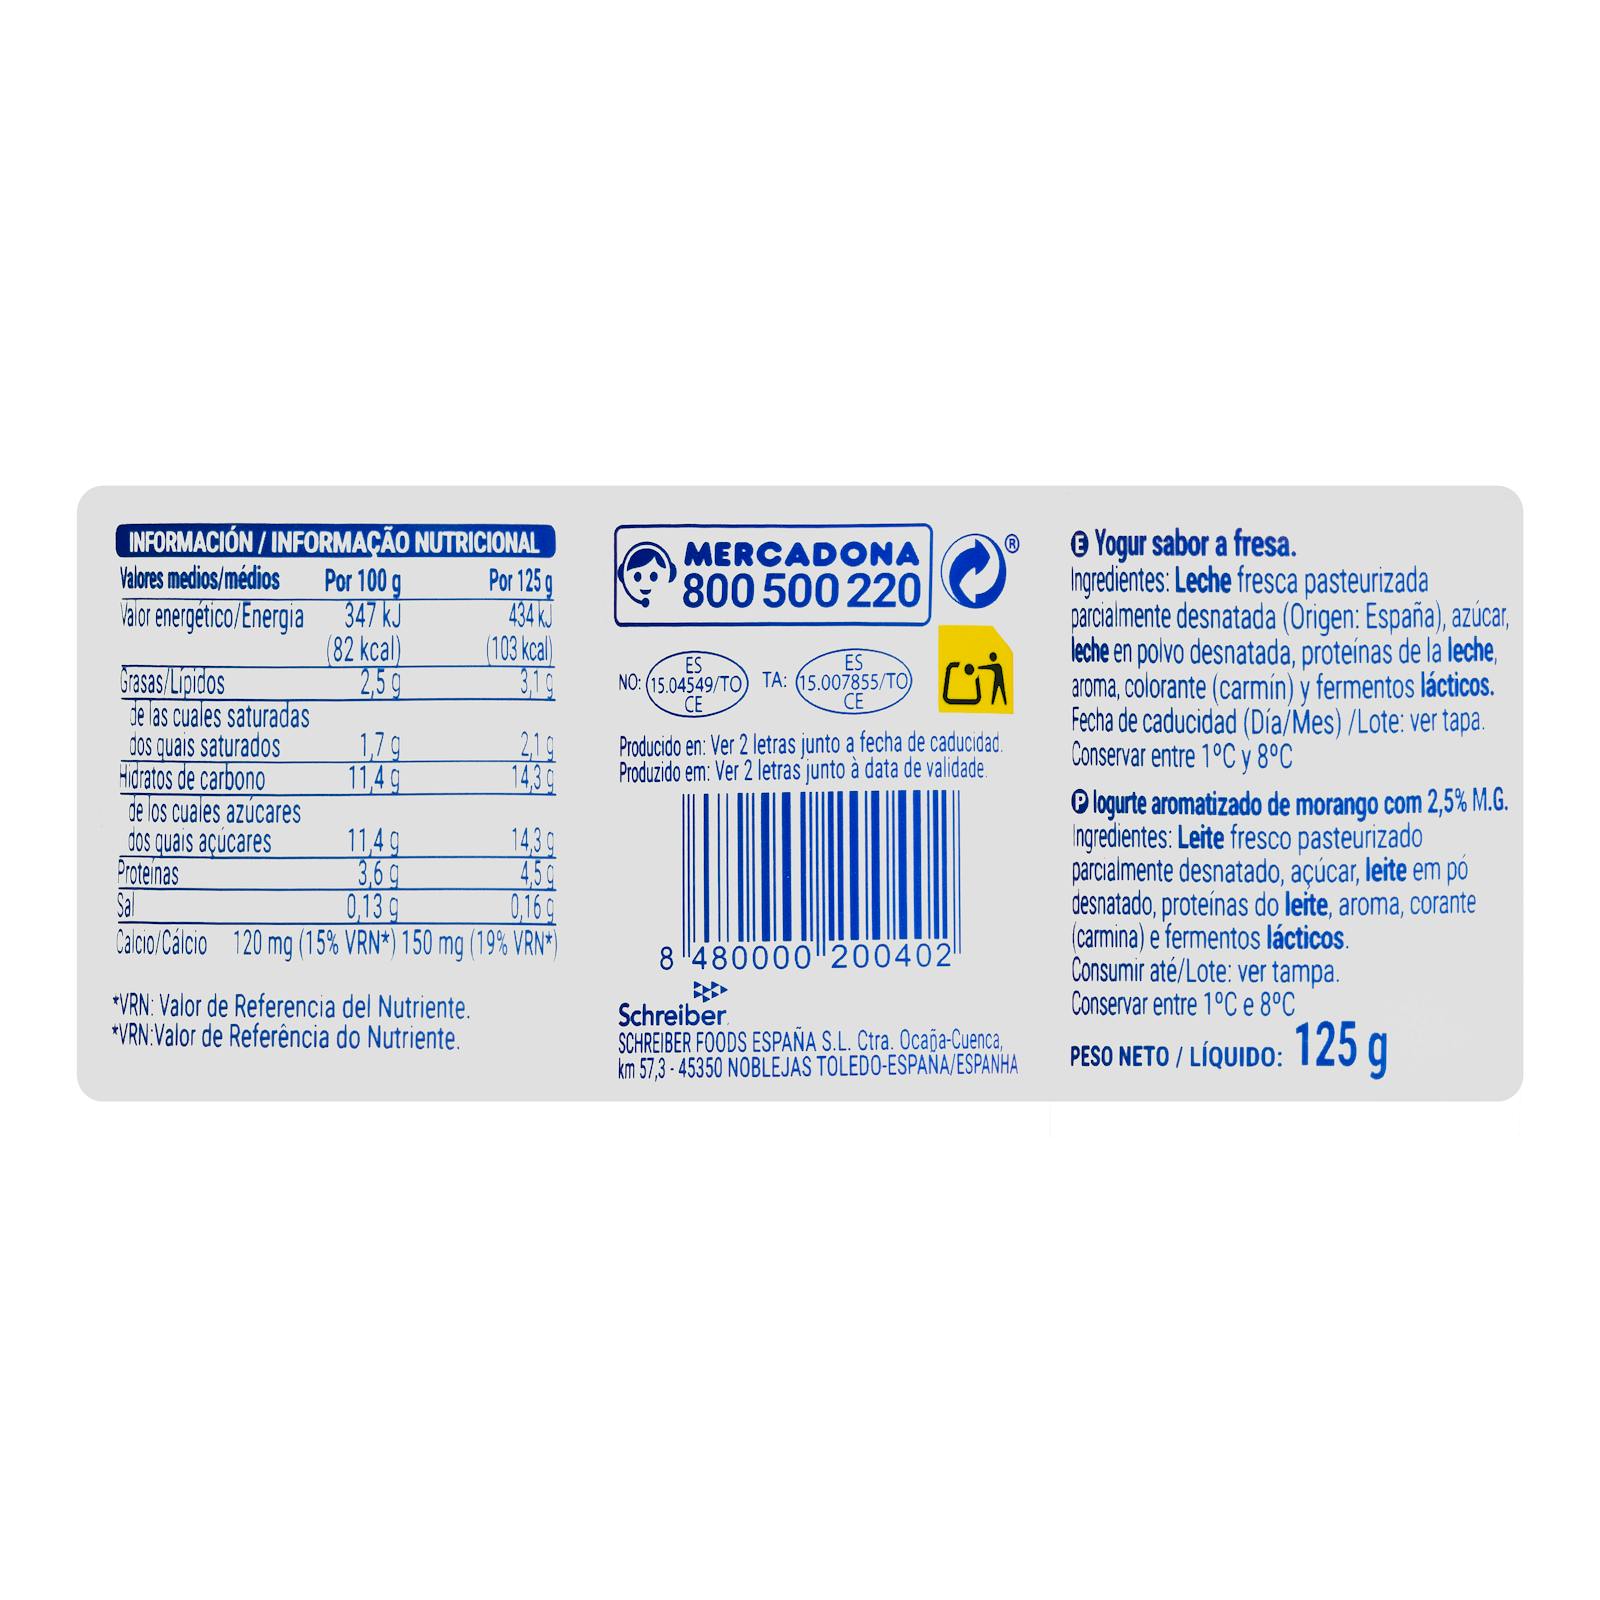 INFORMACIÓN / INFORMAÇÃO NUTRICIONAL
Valores medios/médios Por 100 g Por 125 g
Valor energético/Energia 347 kJ 434 kJ
(82 kcal) (103 kcal)
Grasas/Lípidos 2,5 g 3,1 g
de las cuales saturadas
dos quais saturados 1,7 g 2,1 g
Hidratos de carbono 11,4 g 14,3 g
de los cuales azúcares
dos quais açúcares 11,4 g 14,3 g
Proteínas 3,6 g 4,5 g
Sal 0,13 g 0,16 g
Calcio/Cálcio 120 mg (15% VRN*) 150 mg (19% VRN*)
*VRN: Valor de Referencia del Nutriente.
*VRN:Valor de Referência do Nutriente.
MERCADONA
800 500 220
®
NO: ES 15.04549/TO CE TA: ES 15.007855/TO CE
Producido en: Ver 2 letras junto a fecha de caducidad.
Produzido em: Ver 2 letras junto à data de validade.
8 480000 200402
Schreiber
SCHREIBER FOODS ESPAÑA S.L. Ctra. Ocaña-Cuenca,
km 57,3 - 45350 NOBLEJAS TOLEDO-ESPAÑA/ESPANHA
E Yogur sabor a fresa.
Ingredientes: Leche fresca pasteurizada
parcialmente desnatada (Origen: España), azúcar,
leche en polvo desnatada, proteínas de la leche,
aroma, colorante (carmín) y fermentos lácticos.
Fecha de caducidad (Día/Mes) /Lote: ver tapa.
Conservar entre 1ºC y 8ºC
P Iogurte aromatizado de morango com 2,5% M.G.
Ingredientes: Leite fresco pasteurizado
parcialmente desnatado, açúcar, leite em pó
desnatado, proteínas do leite, aroma, corante
(carmina) e fermentos lácticos.
Consumir até/Lote: ver tampa.
Conservar entre 1ºC e 8ºC
PESO NETO / LÍQUIDO: 125 g